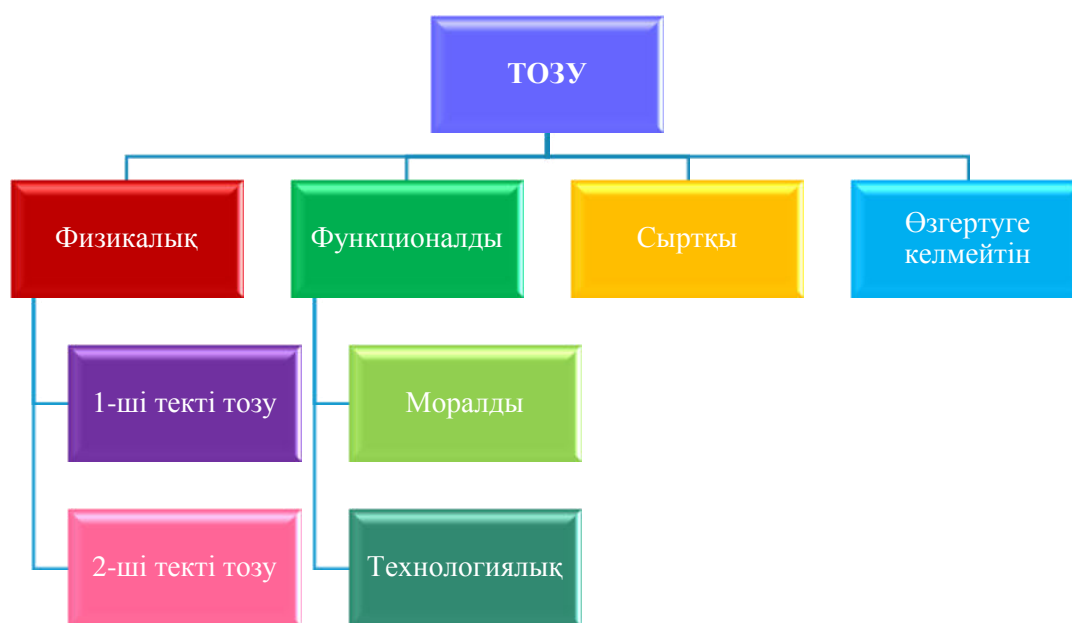 ТОЗУ
Физикалық
Функционалды
Сыртқы
Өзгертуге
келмейтін
1-ші текті тозу
Моралды
2-ші текті тозу
Технологиялық